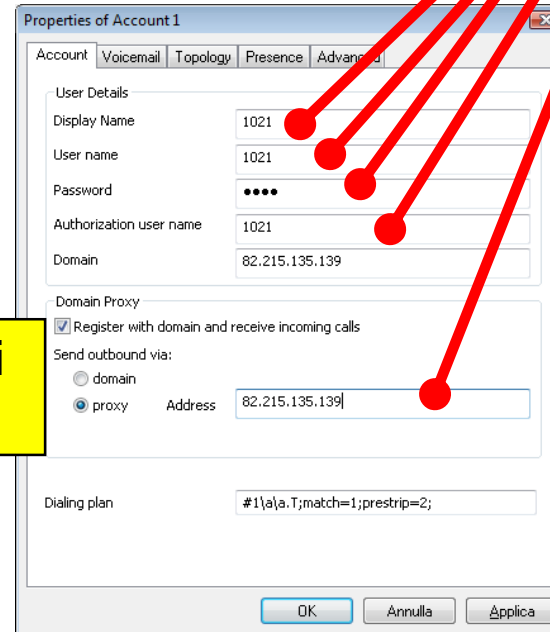 Properties of Account 1
Account Voicemail Topology Presence Advanced
User Details
Display Name 1021
User name 1021
Password ••••
Authorization user name 1021
Domain 82.215.135.139
Domain Proxy
Register with domain and receive incoming calls
i
Send outbound via:
domain
proxy Address 82.215.135.139
Dialing plan #1\a\a.T;match=1;prestrip=2;
OK Annulla Applica